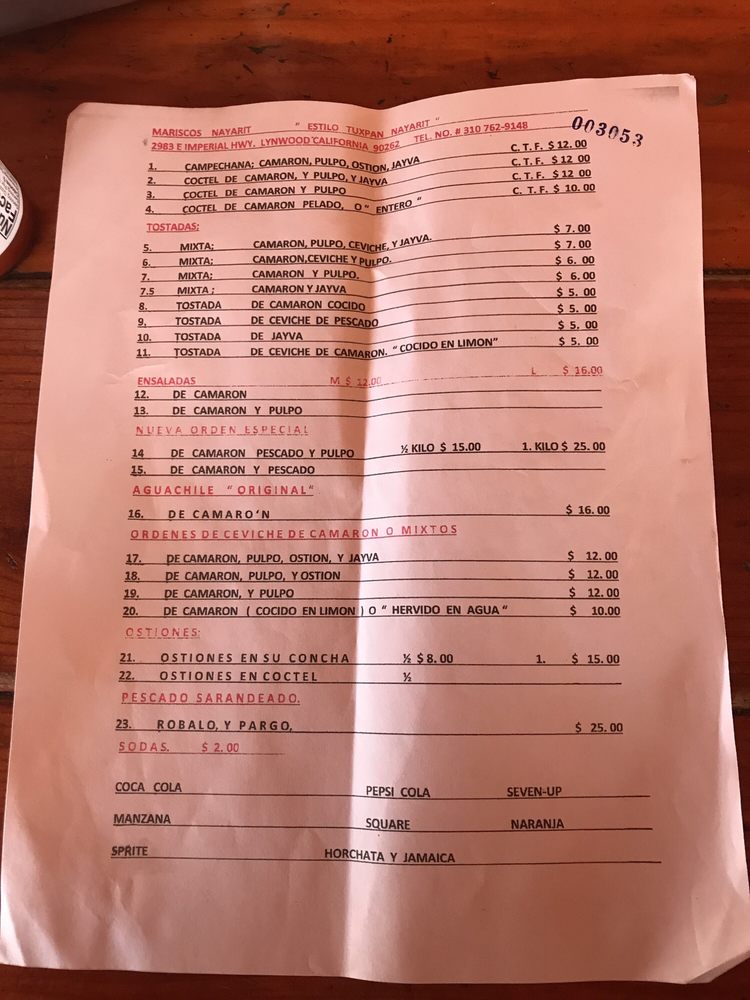 MARISCOS NAYARIT " ESTILO TUXPAN NAYARIT " 003053
2983 E IMPERIAL HWY. LYNWOOD CALIFORNIA 90262 TEL. NO. # 310 762-9148
1. CAMPECHANA; CAMARON, PULPO, OSTION, JAYVA C. T. F. $ 12. 00
2. COCTEL DE CAMARON, Y PULPO, Y JAYVA C. T. F. $ 12 00
3. COCTEL DE CAMARON Y PULPO C. T. F. $ 12 00
4. COCTEL DE CAMARON PELADO, O " ENTERO " C. T. F. $ 10. 00
TOSTADAS;
5. MIXTA; CAMARON, PULPO, CEVICHE, Y JAYVA. $ 7. 00
6. MIXTA: CAMARON,CEVICHE Y PULPO. $ 7. 00
7. MIXTA; CAMARON Y PULPO. $ 6. 00
7.5 MIXTA ; CAMARON Y JAYVA $ 6. 00
8. TOSTADA DE CAMARON COCIDO $ 5. 00
9. TOSTADA DE CEVICHE DE PESCADO $ 5. 00
10. TOSTADA DE JAYVA $ 5. 00
11. TOSTADA DE CEVICHE DE CAMARON. "COCIDO EN LIMON" $ 5. 00
ENSALADAS M $ 12.00 L $ 16.00
12. DE CAMARON
13. DE CAMARON Y PULPO
NUEVA ORDEN ESPECIAL
14 DE CAMARON PESCADO Y PULPO ½ KILO $ 15.00 1. KILO $ 25. 00
15. DE CAMARON Y PESCADO
AGUACHILE "ORIGINAL"
16. DE CAMARO'N $ 16. 00
ORDENES DE CEVICHE DE CAMARON O MIXTOS
17. DE CAMARON, PULPO, OSTION, Y JAYVA $ 12. 00
18. DE CAMARON, PULPO, Y OSTION $ 12. 00
19. DE CAMARON, Y PULPO $ 12. 00
20. DE CAMARON ( COCIDO EN LIMON ) O " HERVIDO EN AGUA " $ 10.00
OSTIONES:
21. OSTIONES EN SU CONCHA ½ $ 8. 00 1. $ 15. 00
22. OSTIONES EN COCTEL ½
PESCADO SARANDEADO.
23. ROBALO, Y PARGO, $ 25. 00
SODAS. $ 2. 00
COCA COLA PEPSI COLA SEVEN-UP
MANZANA SQUARE NARANJA
SPRITE HORCHATA Y JAMAICA